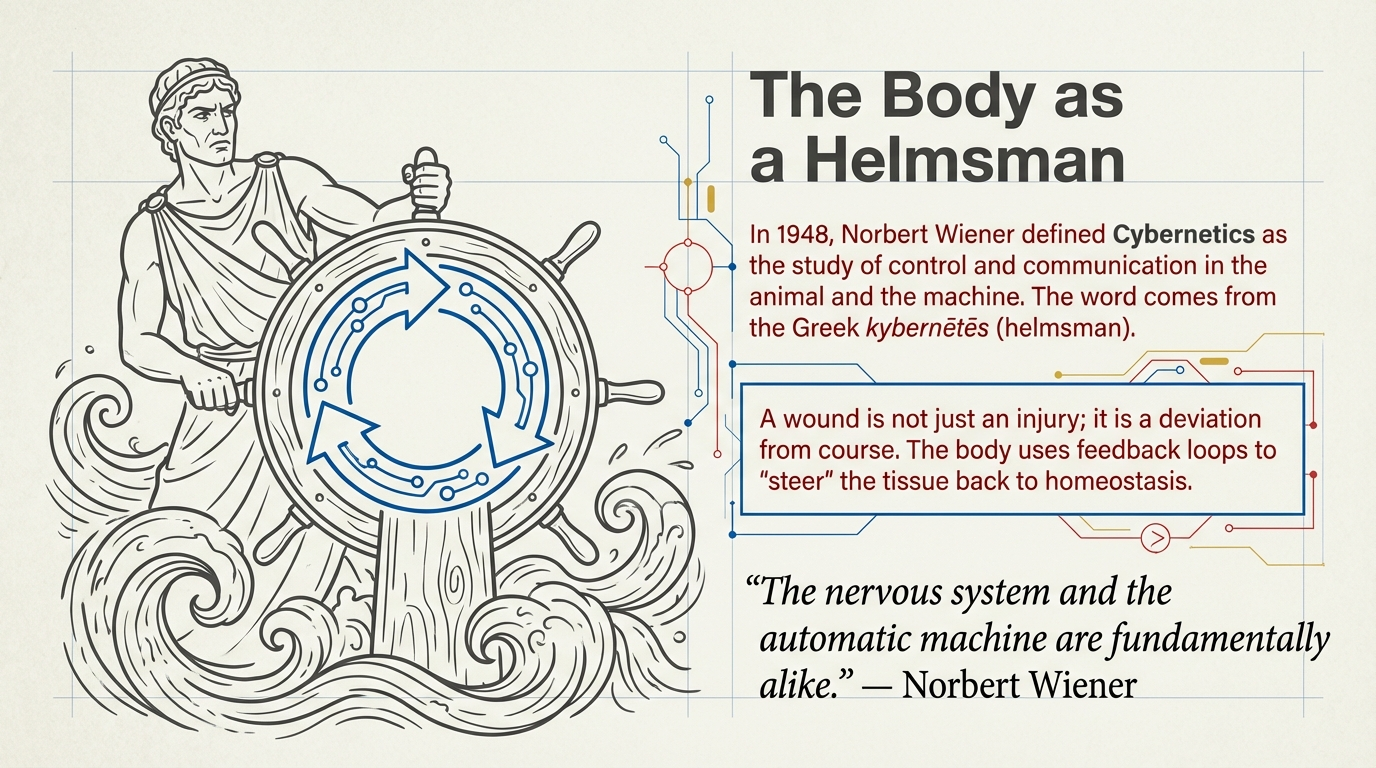 The Body as
a Helmsman
In 1948, Norbert Wiener defined Cybernetics as
the study of control and communication in the
animal and the machine. The word comes from
the Greek kybernētēs (helmsman).
A wound is not just an injury; it is a deviation
from course. The body uses feedback loops to
“steer” the tissue back to homeostasis.
“The nervous system and the
automatic machine are fundamentally
alike.” — Norbert Wiener